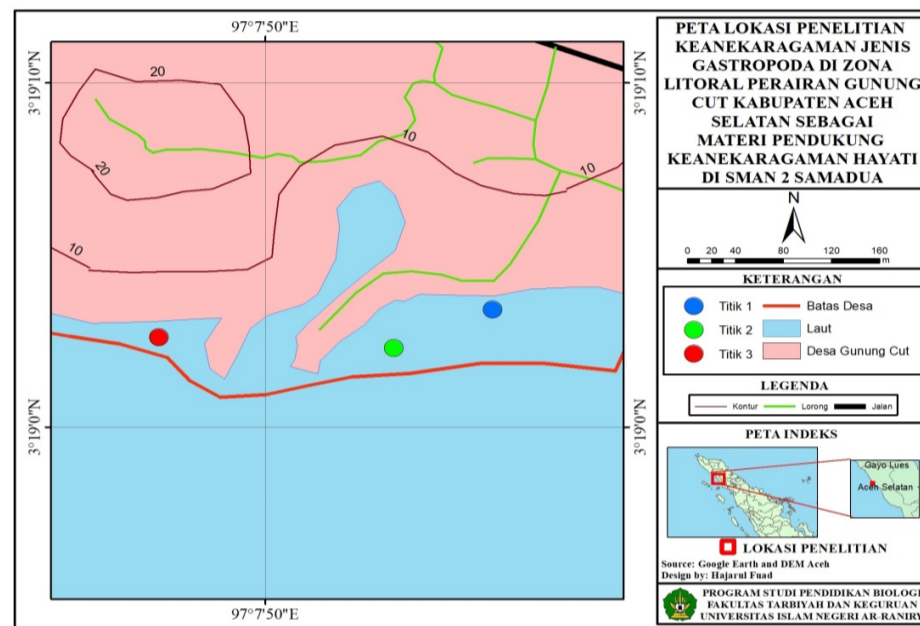 97°7'50"E
3°19'10"N
3°19'10"N
20
20
10
10
10
3°19'0"N
3°19'0"N
97°7'50"E
PETA LOKASI PENELITIAN
KEANEKARAGAMAN JENIS
GASTROPODA DI ZONA
LITORAL PERAIRAN GUNUNG
CUT KABUPATEN ACEH
SELATAN SEBAGAI
MATERI PENDUKUNG
KEANEKARAGAMAN HAYATI
DI SMAN 2 SAMADUA
N
0 20 40 80 120 160
m
KETERANGAN
Titik 1 Batas Desa
Titik 2 Laut
Titik 3 Desa Gunung Cut
LEGENDA
Kontur Lorong Jalan
PETA INDEKS
Gayo Lues
Aceh Selatan
LOKASI PENELITIAN
Source: Google Earth and DEM Aceh
Design by: Hajarul Fuad
PROGRAM STUDI PENDIDIKAN BIOLOGI
FAKULTAS TARBIYAH DAN KEGURUAN
UNIVERSITAS ISLAM NEGERI AR-RANIRY